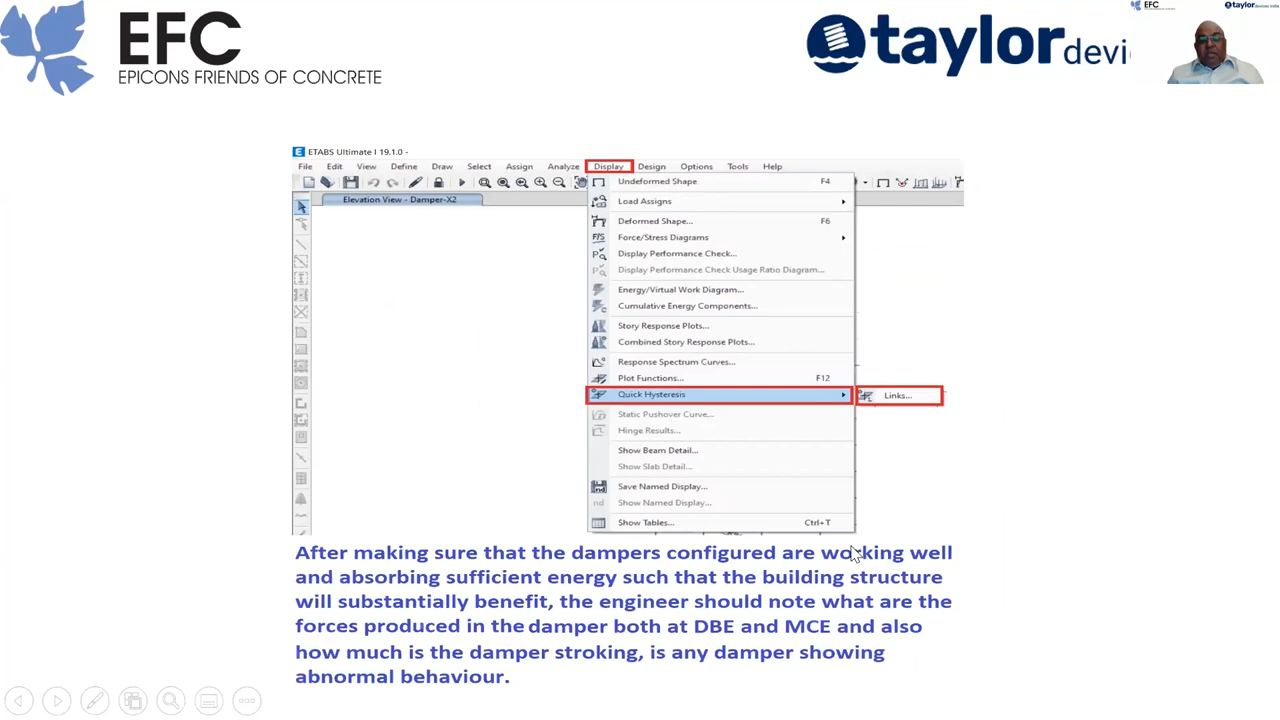 EFC
EPICONS FRIENDS OF CONCRETE
taylor devi
EFC
taylor devices india
E ETABS Ultimate I 19.1.0 -
File Edit View Define Draw Select Assign Analyze Display Design Options Tools Help
Elevation View - Damper-X2
Undeformed Shape F4
Load Assigns
Deformed Shape... F6
F/S Force/Stress Diagrams
Display Performance Check...
Display Performance Check Usage Ratio Diagram...
Energy/Virtual Work Diagram...
Cumulative Energy Components...
Story Response Plots...
Combined Story Response Plots...
Response Spectrum Curves...
Plot Functions... F12
Quick Hysteresis
Links...
Static Pushover Curve...
Hinge Results...
Show Beam Detail...
Show Slab Detail...
Save Named Display...
nd Show Named Display...
Show Tables... Ctrl+T
After making sure that the dampers configured are working well
and absorbing sufficient energy such that the building structure
will substantially benefit, the engineer should note what are the
forces produced in the damper both at DBE and MCE and also
how much is the damper stroking, is any damper showing
abnormal behaviour.